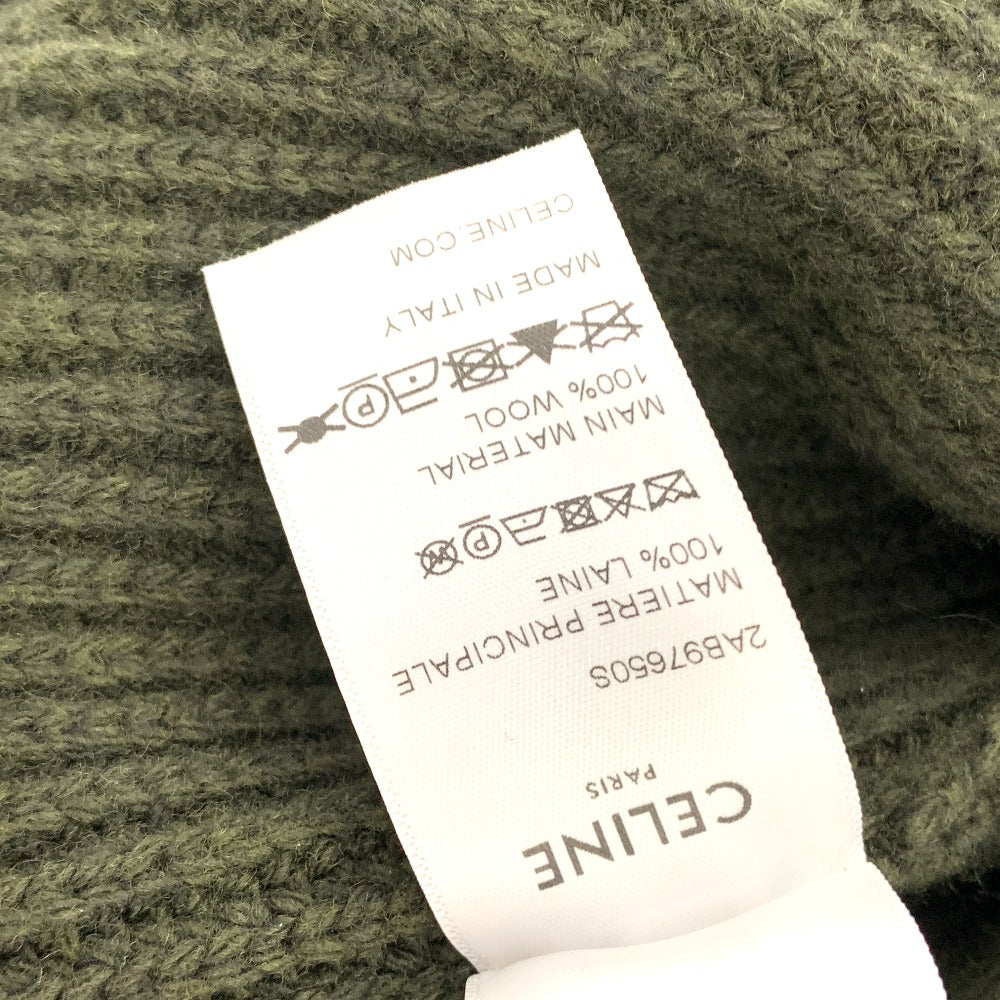 CELINE
PARIS
2AB97650S
MATIERE PRINCIPALE
100% LAINE
P W
MAIN MATERIAL
100% WOOL
P
MADE IN ITALY
CELINE.COM